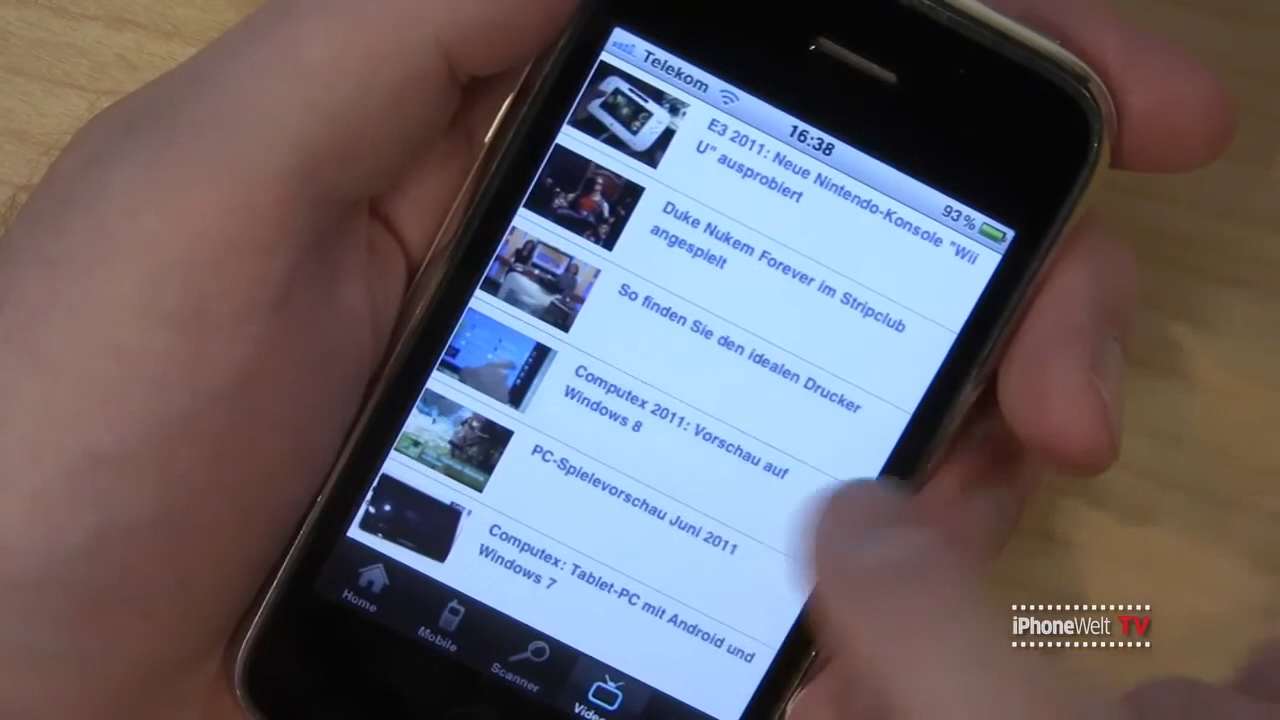 Telekom
16:38
93%
E3 2011: Neue Nintendo-Konsole "Wii
U" ausprobiert
Duke Nukem Forever im Stripclub
angespielt
So finden Sie den idealen Drucker
Computex 2011: Vorschau auf
Windows 8
PC-Spielevorschau Juni 2011
Computex: Tablet-PC mit Android und
Windows 7
Home
Mobile
Scanner
iPhoneWelt TV